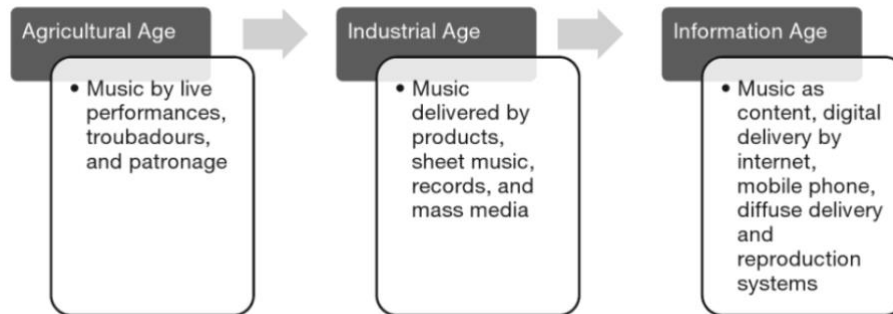 Agricultural Age
• Music by live
performances,
troubadours,
and patronage
Industrial Age
• Music
delivered by
products,
sheet music,
records, and
mass media
Information Age
• Music as
content, digital
delivery by
internet,
mobile phone,
diffuse delivery
and
reproduction
systems